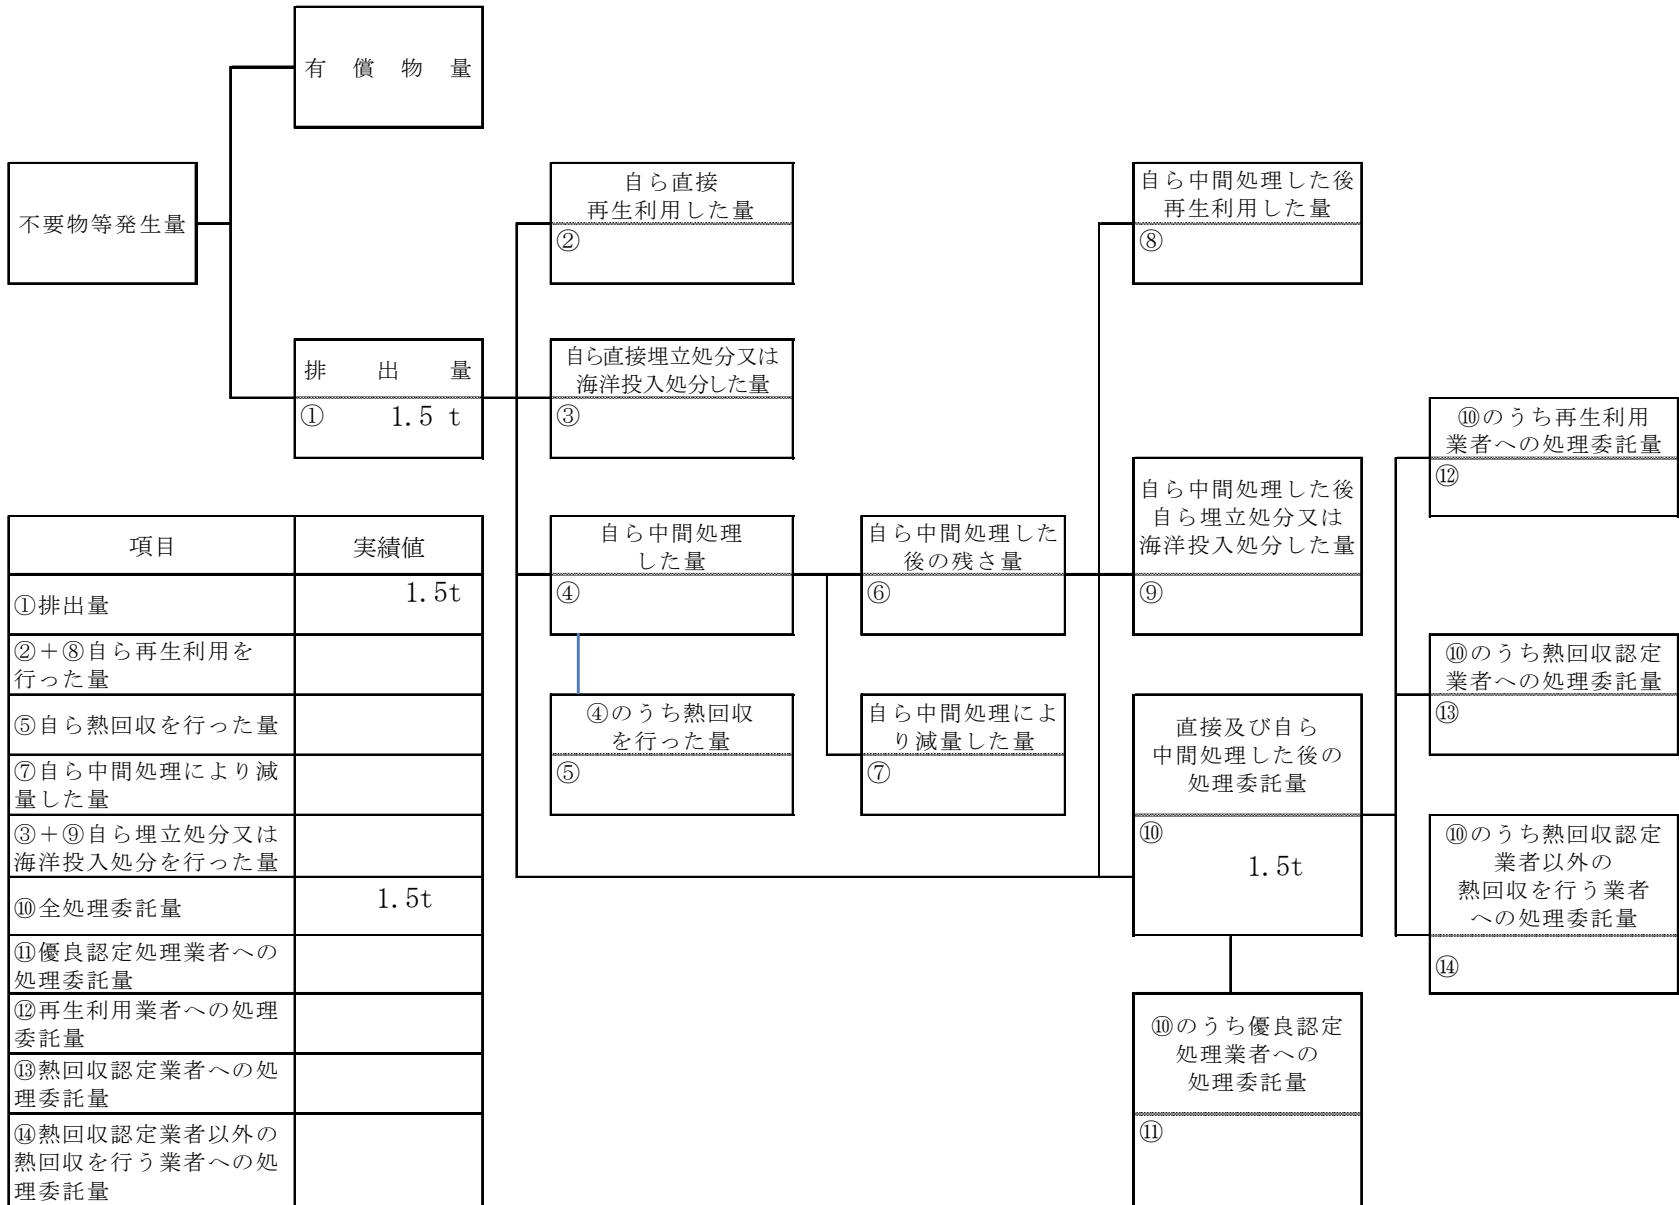 有償物量
不要物等発生量
排出量
① 1.5 t
自ら直接
再生利用した量
②
自ら直接埋立処分又は
海洋投入処分した量
③
自ら中間処理
した量
④
④のうち熱回収
を行った量
⑤
自ら中間処理した
後の残さ量
⑥
自ら中間処理によ
り減量した量
⑦
自ら中間処理した後
再生利用した量
⑧
自ら中間処理した後
自ら埋立処分又は
海洋投入処分した量
⑨
直接及び自ら
中間処理した後の
処理委託量
⑩
1.5t
⑩のうち優良認定
処理業者への
処理委託量
⑪
⑩のうち再生利用
業者への処理委託量
⑫
⑩のうち熱回収認定
業者への処理委託量
⑬
⑩のうち熱回収認定
業者以外の
熱回収を行う業者
への処理委託量
⑭
項目 実績値
①排出量 1.5t
②+⑧自ら再生利用を
行った量
⑤自ら熱回収を行った量
⑦自ら中間処理により減
量した量
③+⑨自ら埋立処分又は
海洋投入処分を行った量
⑩全処理委託量 1.5t
⑪優良認定処理業者への
処理委託量
⑫再生利用業者への処理
委託量
⑬熱回収認定業者への処
理委託量
⑭熱回収認定業者以外の
熱回収を行う業者への処
理委託量